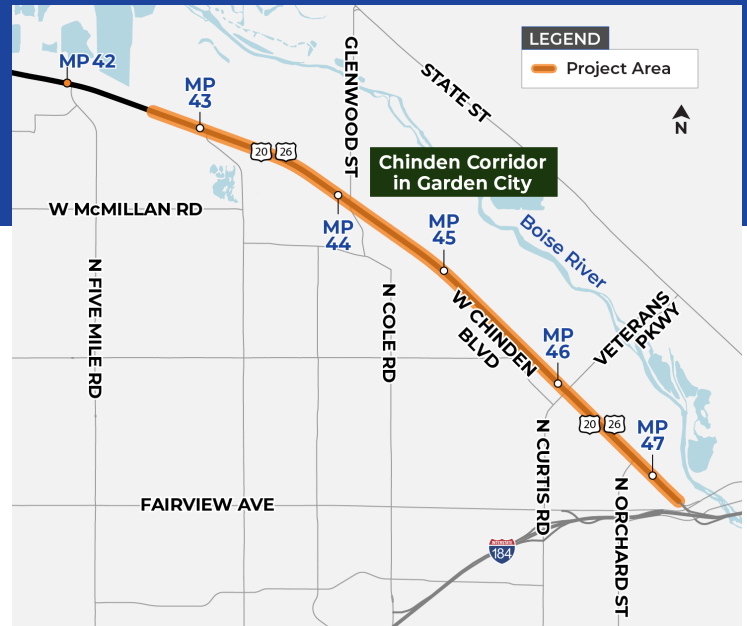 MP 42
MP
43
GLENWOOD ST
STATE ST
LEGEND
Project Area
N
20 26
Chinden Corridor
in Garden City
W McMILLAN RD
MP
44
MP
45
Boise River
N FIVE MILE RD
N COLE RD
W CHINDEN
BLVD
VETERANS
PKWY
MP
46
20 26
MP
47
N CURTIS RD
N ORCHARD ST
FAIRVIEW AVE
INTERSTATE
184